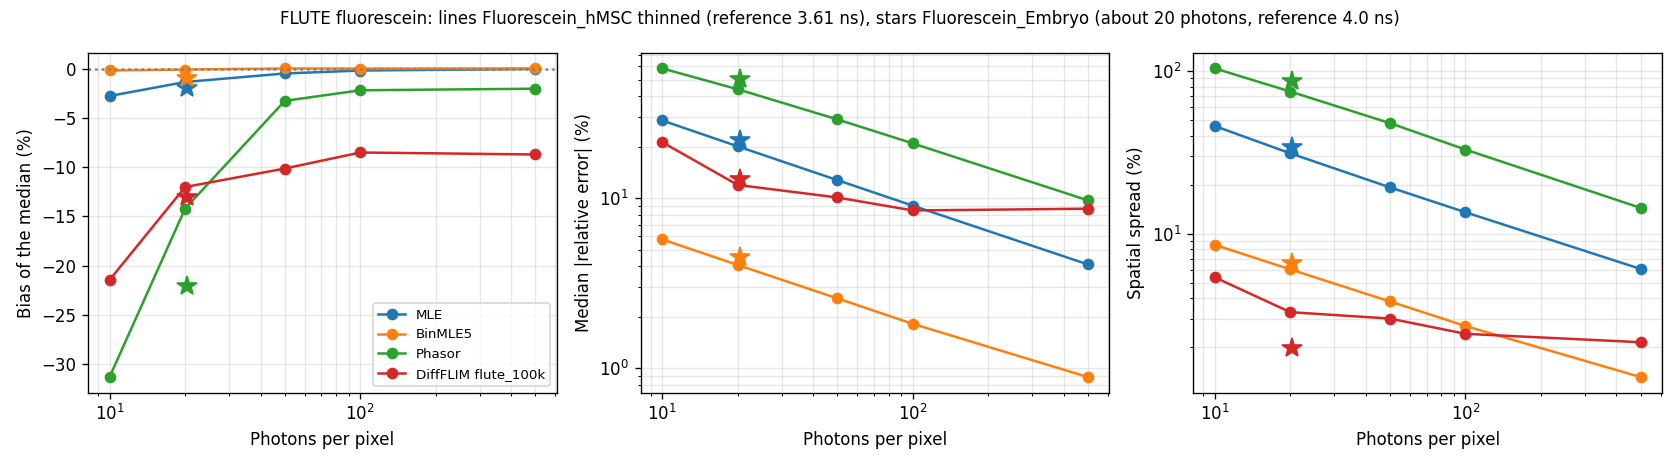 FLUTE fluorescein: lines Fluorescein_hMSC thinned (reference 3.61 ns), stars Fluorescein_Embryo (about 20 photons, reference 4.0 ns)
Bias of the median (%)
0
−5
−10
−15
−20
−25
−30
10^1
10^2
Photons per pixel
MLE
BinMLE5
Phasor
DiffFLIM flute_100k
Median |relative error| (%)
10^1
10^0
10^1
10^2
Photons per pixel
Spatial spread (%)
10^2
10^1
10^1
10^2
Photons per pixel